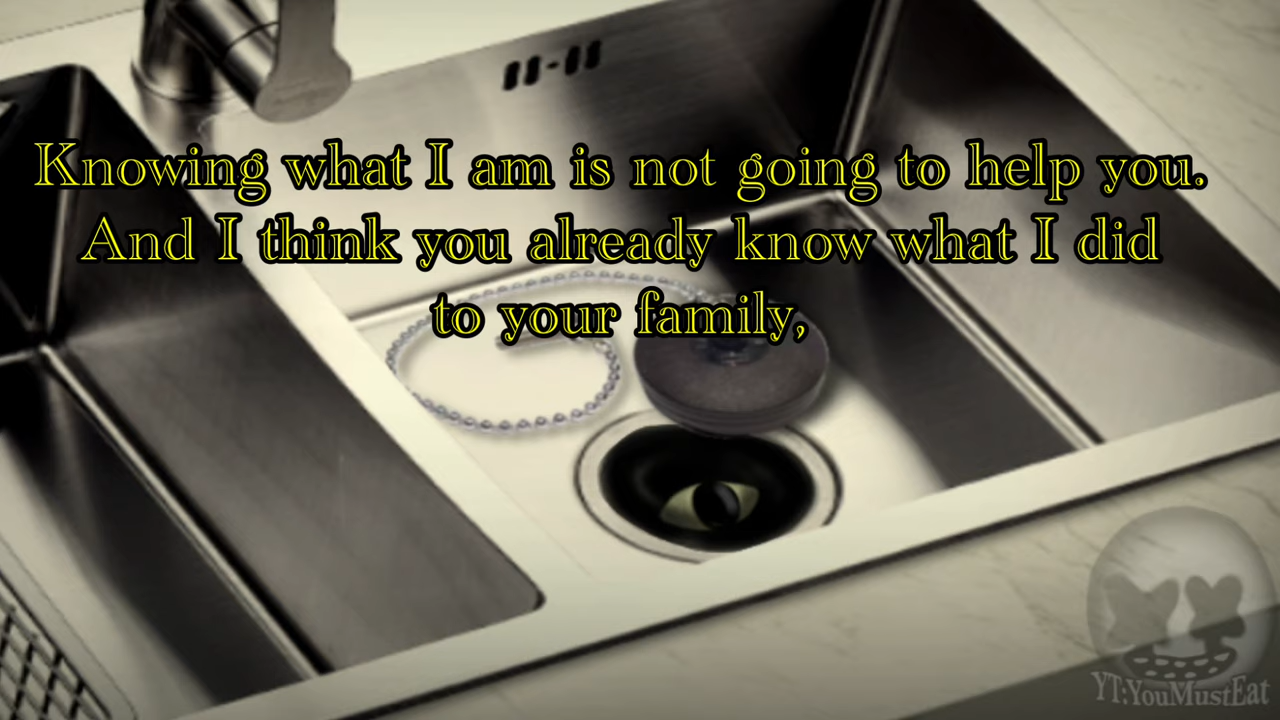 Knowing what I am is not going to help you.
And I think you already know what I did
to your family,
YT:YouMustEat